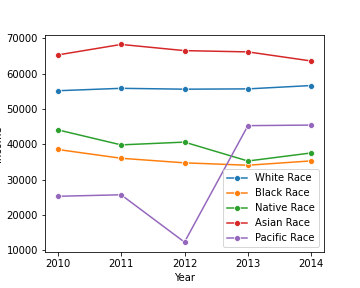 70000
60000
50000
40000
30000
20000
10000
2010 2011 2012 2013 2014
Year
White Race
Black Race
Native Race
Asian Race
Pacific Race